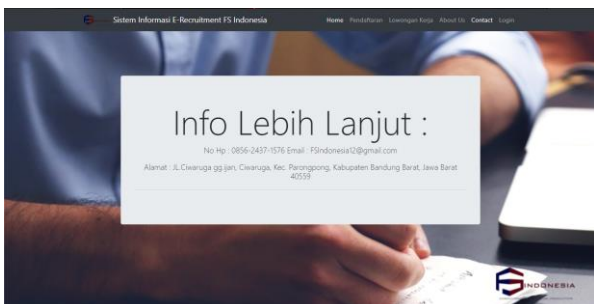 Sistem Informasi E-Recruitment FS Indonesia
Home Pendaftaran Lowongan Kerja About Us Contact Login
Info Lebih Lanjut :
No Hp : 0856-2437-1576 Email : FSIndonesia12@gmail.com
Alamat : JL.Ciwaruga gg.ijan, Ciwaruga, Kec. Parongpong, Kabupaten Bandung Barat, Jawa Barat
40559
FS INDONESIA